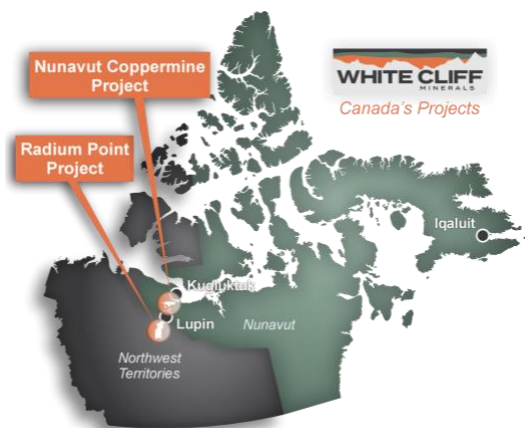 Nunavut Coppermine
Project
Radium Point
Project
WHITE CLIFF
MINERALS
Canada's Projects
Iqaluit
Kugluktuk
Lupin
Nunavut
Northwest
Territories